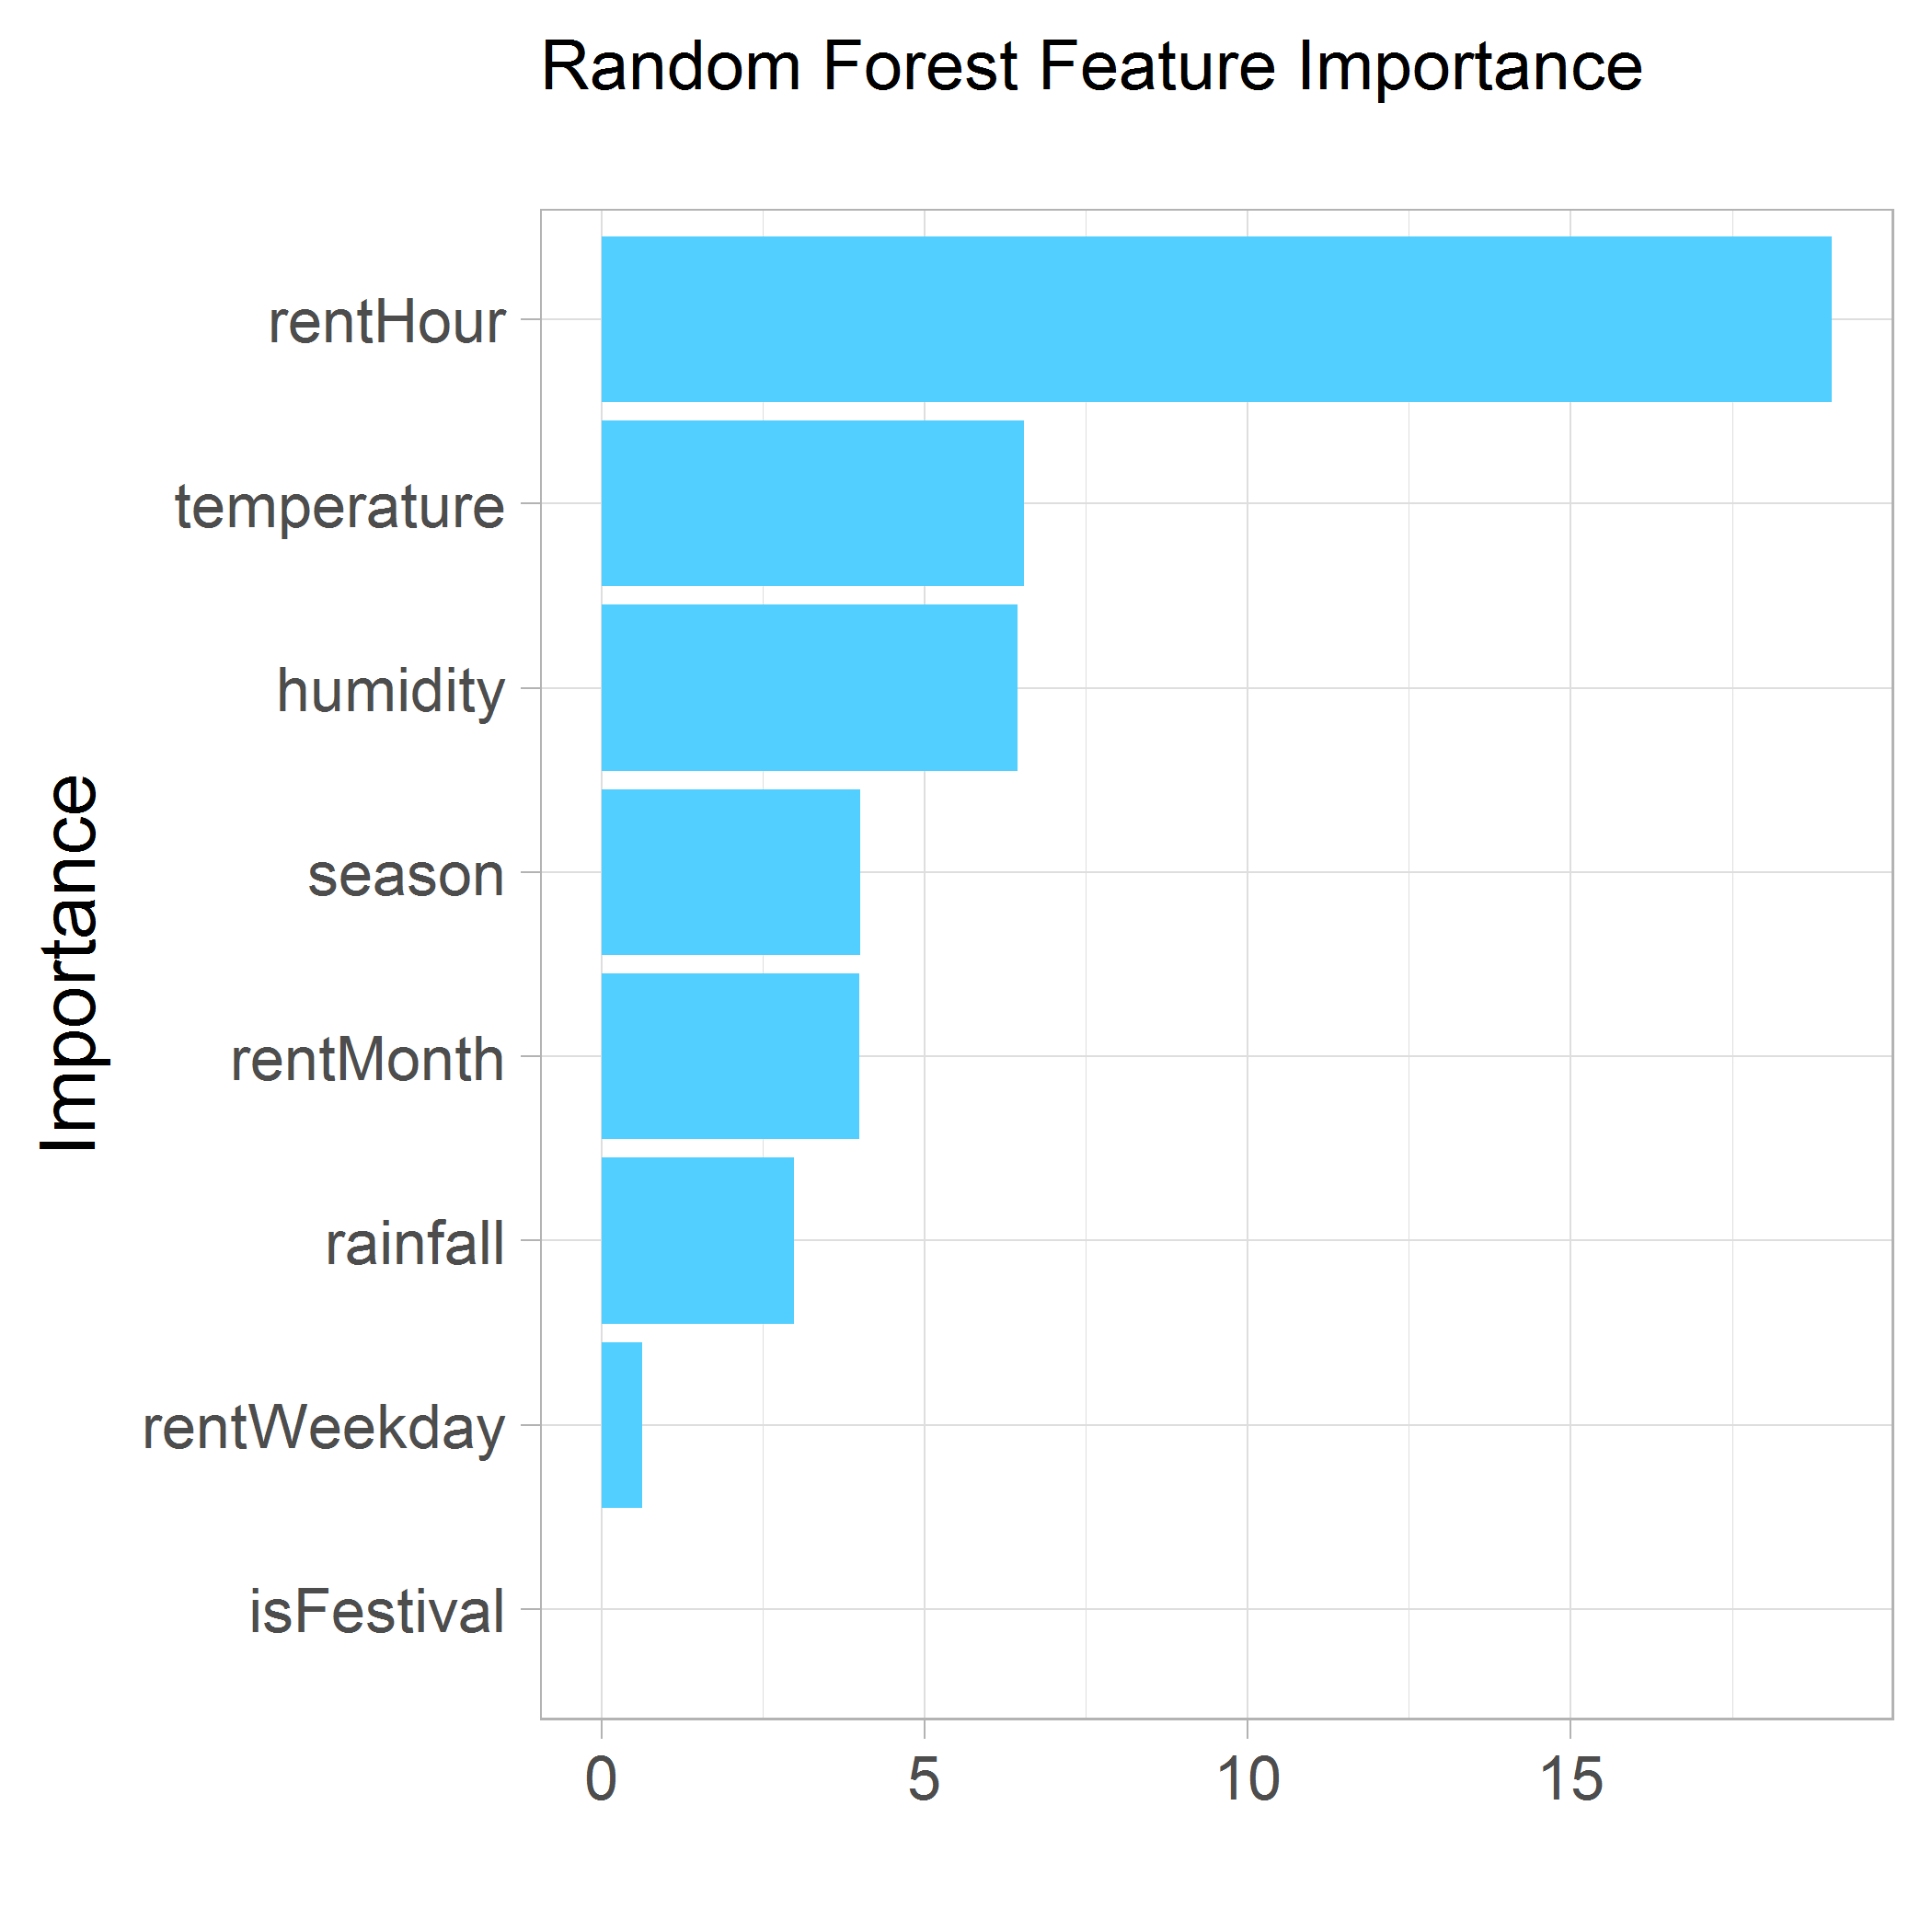 Random Forest Feature Importance
Importance
rentHour
temperature
humidity
season
rentMonth
rainfall
rentWeekday
isFestival
0 5 10 15